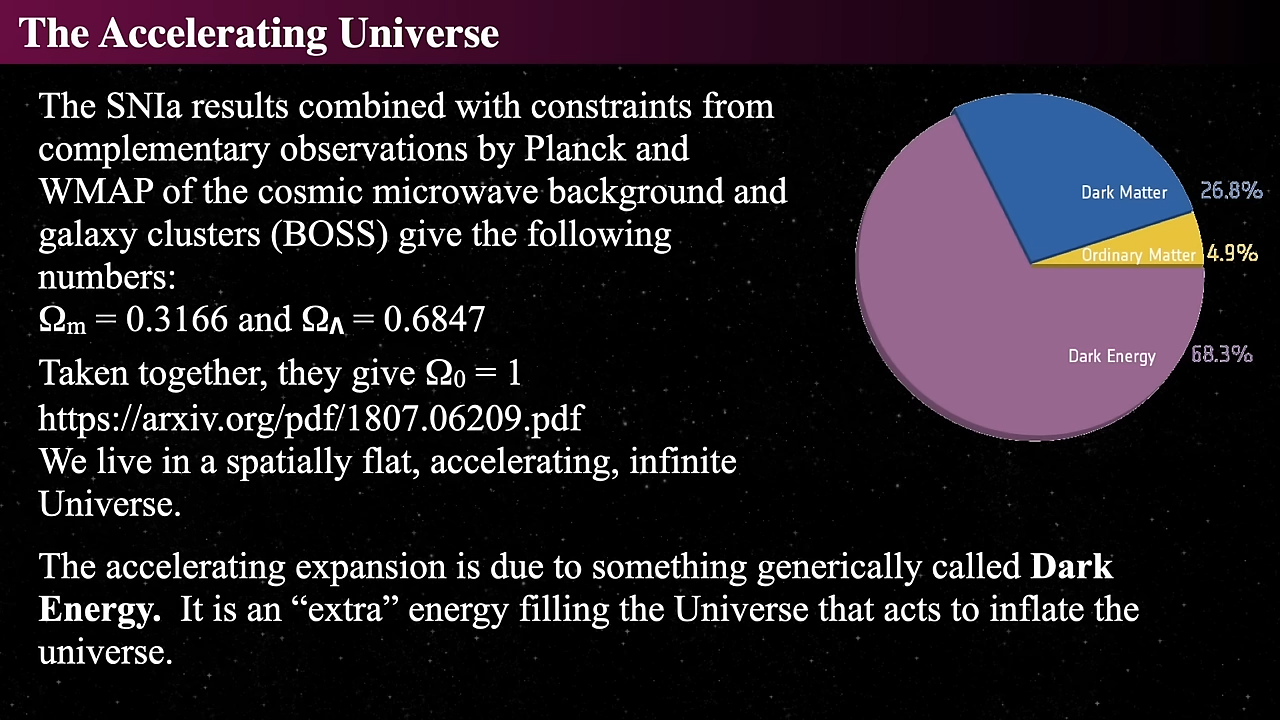 The Accelerating Universe
The SNIa results combined with constraints from
complementary observations by Planck and
WMAP of the cosmic microwave background and
galaxy clusters (BOSS) give the following
numbers:
Ωm = 0.3166 and ΩΛ = 0.6847
Taken together, they give Ω0 = 1
https://arxiv.org/pdf/1807.06209.pdf
We live in a spatially flat, accelerating, infinite
Universe.
The accelerating expansion is due to something generically called Dark
Energy. It is an “extra” energy filling the Universe that acts to inflate the
universe.
Dark Matter 26.8%
Ordinary Matter 4.9%
Dark Energy 68.3%